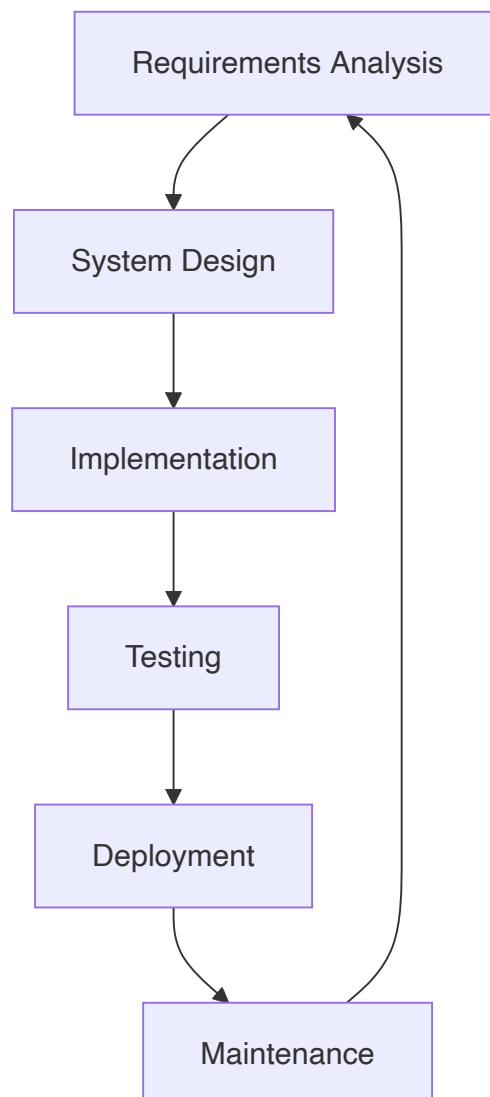 Requirements Analysis
System Design
Implementation
Testing
Deployment
Maintenance